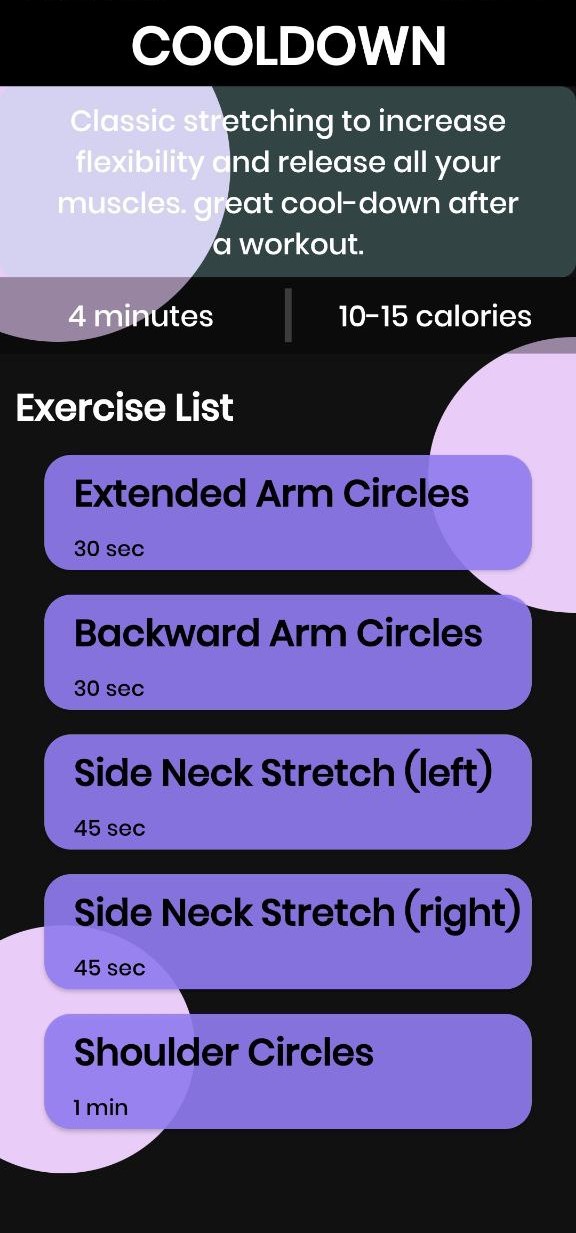 COOLDOWN
Classic stretching to increase
flexibility and release all your
muscles. great cool-down after
a workout.
4 minutes
10-15 calories
Exercise List
Extended Arm Circles
30 sec
Backward Arm Circles
30 sec
Side Neck Stretch (left)
45 sec
Side Neck Stretch (right)
45 sec
Shoulder Circles
1 min